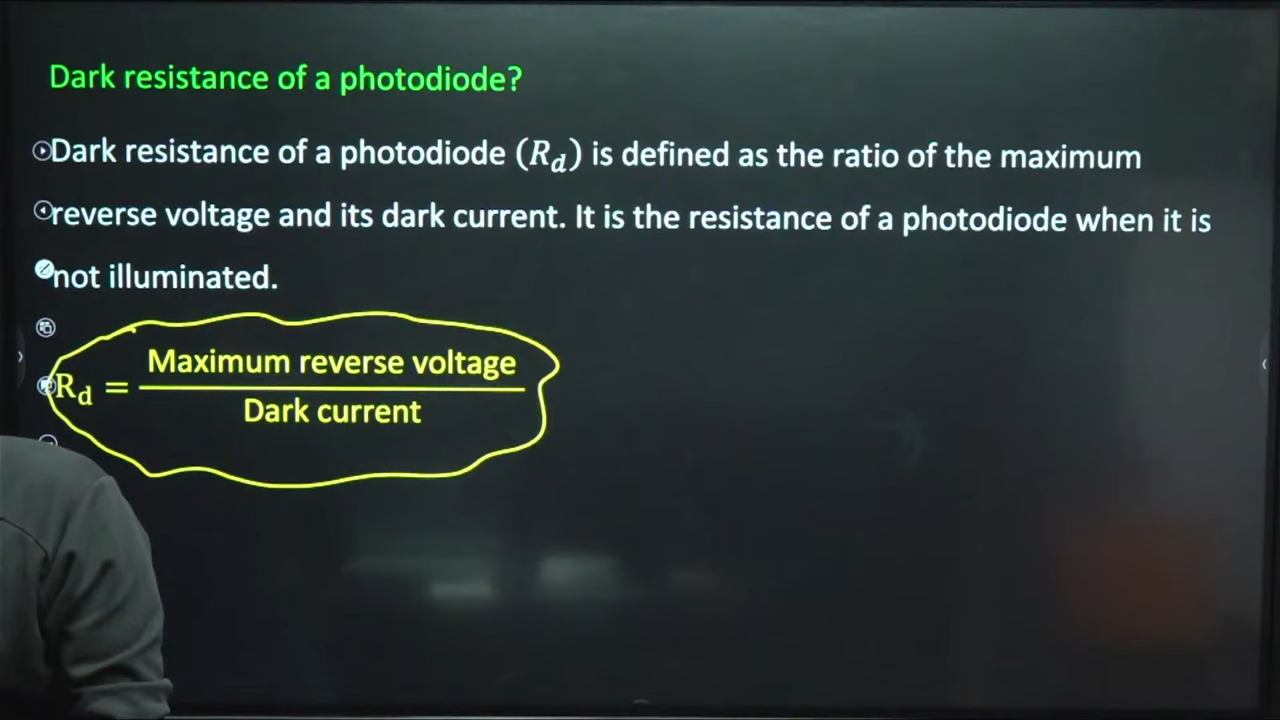 Dark resistance of a photodiode?
Dark resistance of a photodiode (R_d) is defined as the ratio of the maximum
reverse voltage and its dark current. It is the resistance of a photodiode when it is
not illuminated.
R_d = Maximum reverse voltage
Dark current